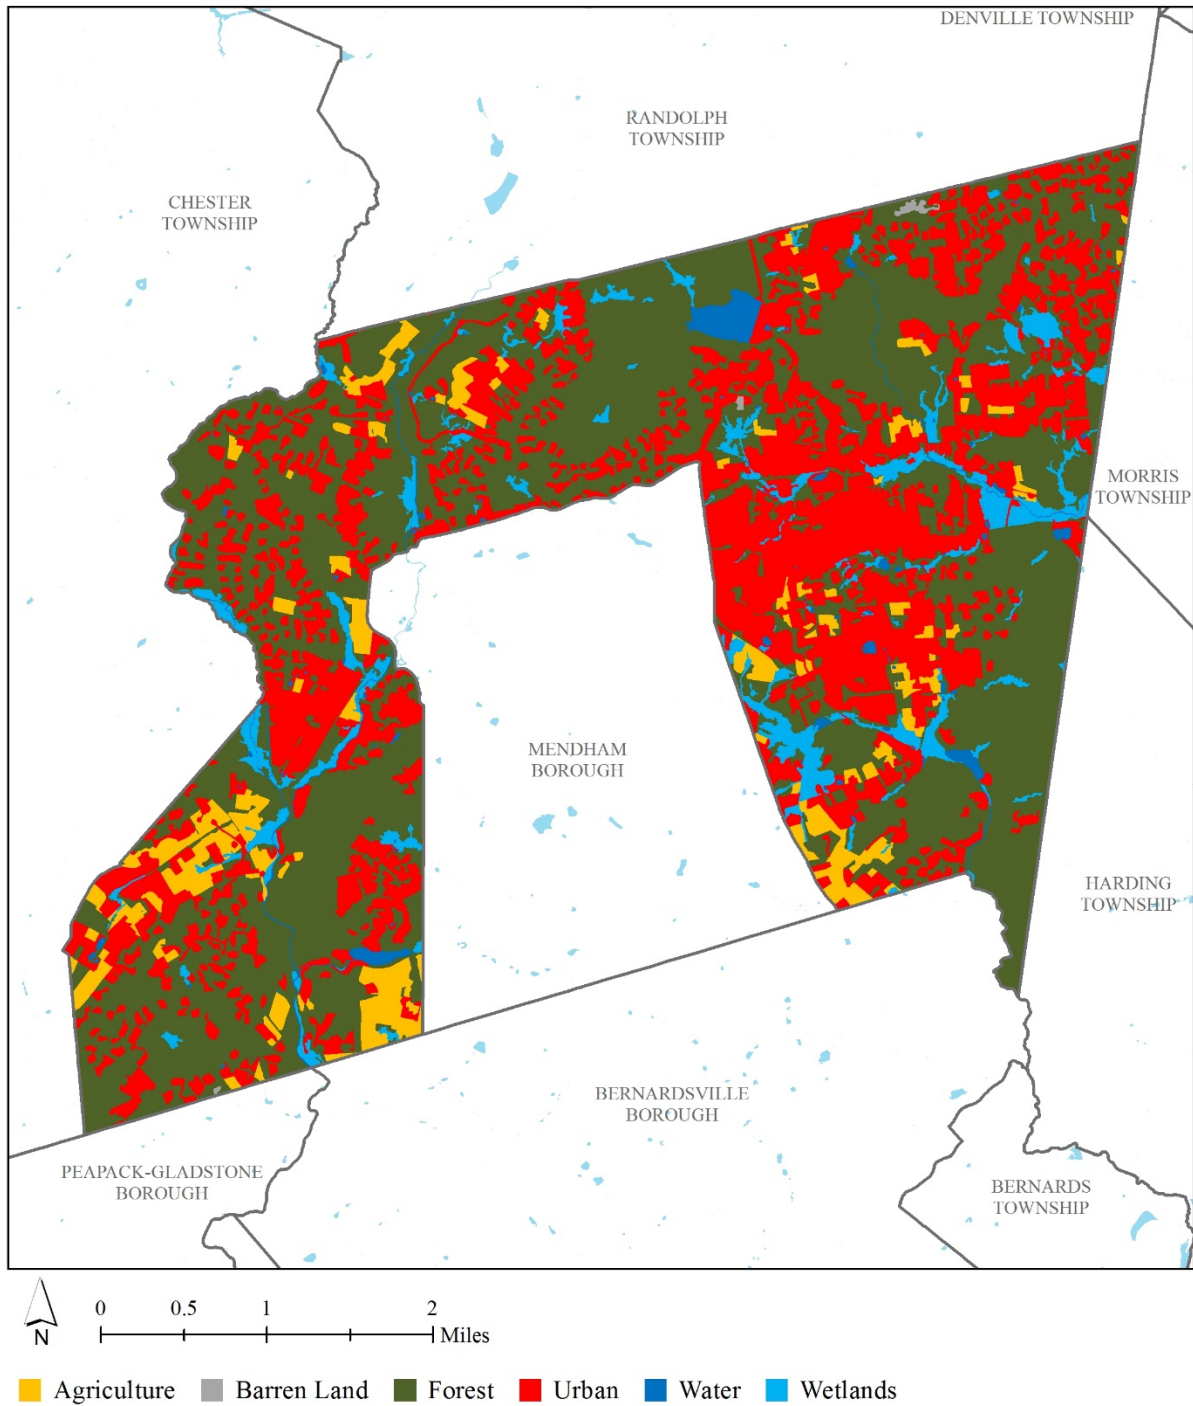 DENVILLE TOWNSHIP
RANDOLPH
TOWNSHIP
CHESTER
TOWNSHIP
MORRIS
TOWNSHIP
MENDHAM
BOROUGH
HARDING
TOWNSHIP
BERNARDSVILLE
BOROUGH
PEAPACK-GLADSTONE
BOROUGH
BERNARDS
TOWNSHIP
N
0 0.5 1 2
Miles
Agriculture Barren Land Forest Urban Water Wetlands